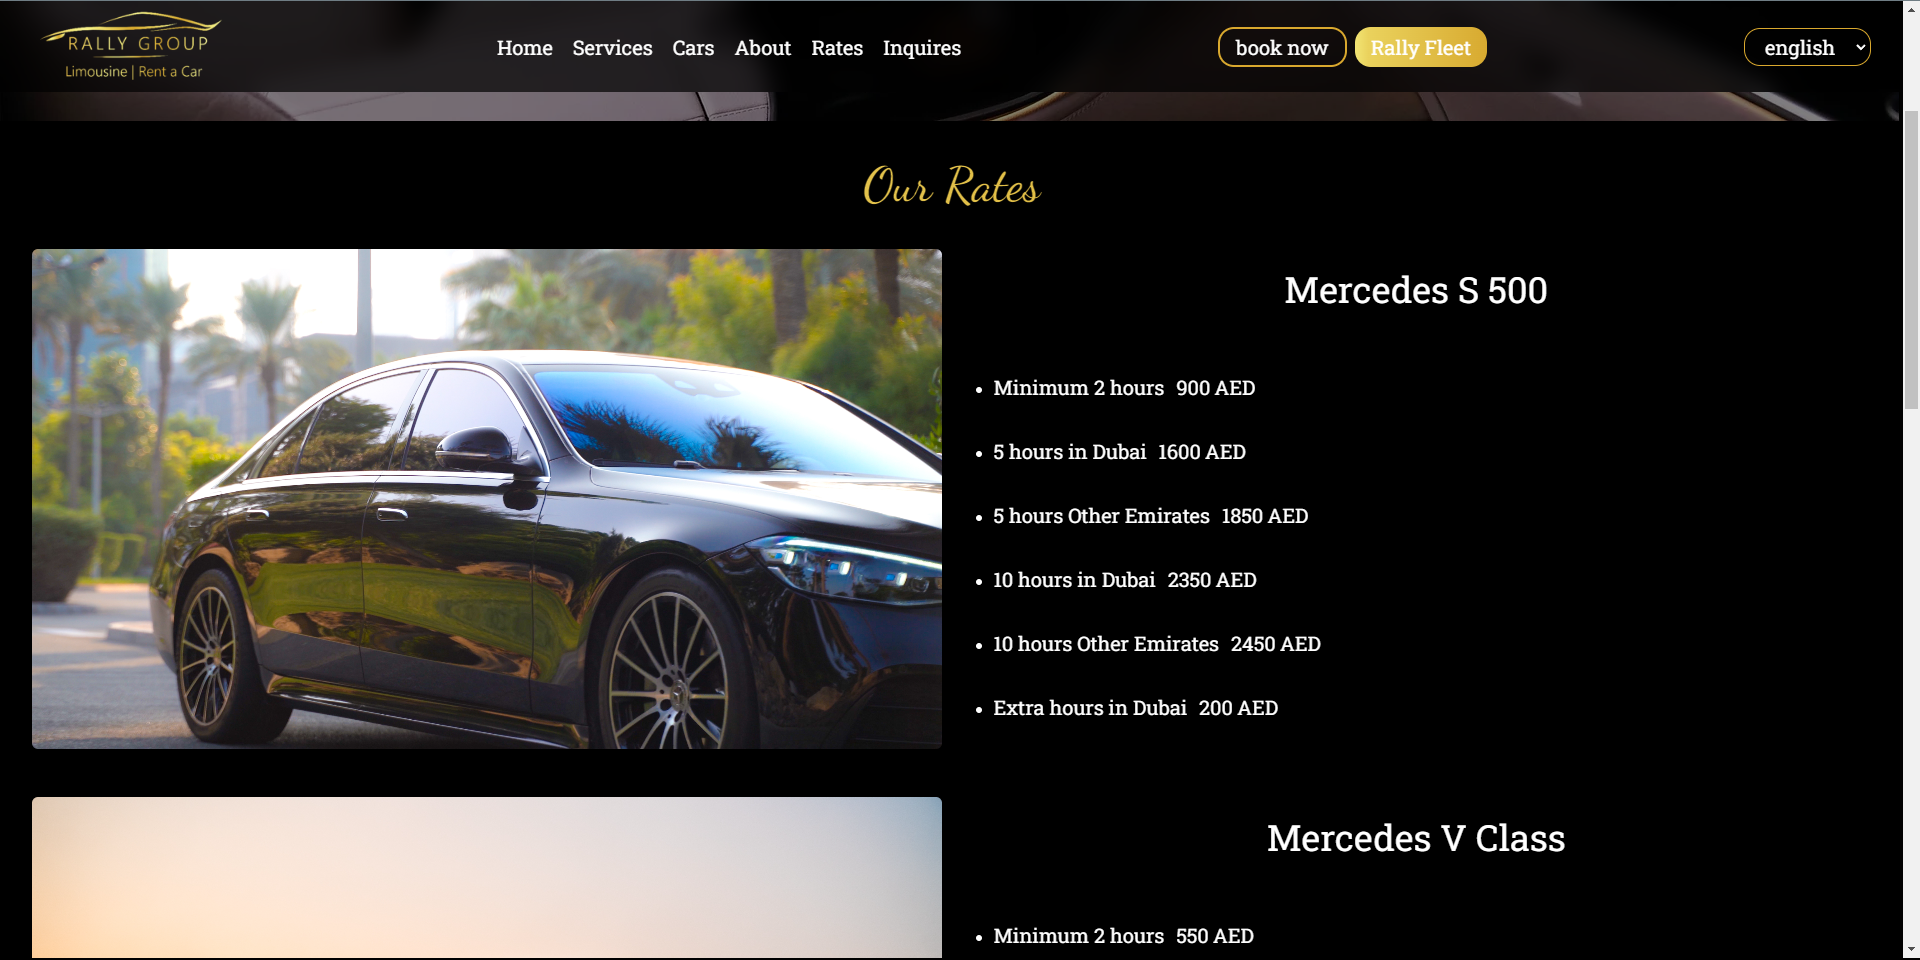 RALLY GROUP
Limousine | Rent a Car
Home Services Cars About Rates Inquires
book now Rally Fleet
english
Our Rates
Mercedes S 500
Minimum 2 hours 900 AED
5 hours in Dubai 1600 AED
5 hours Other Emirates 1850 AED
10 hours in Dubai 2350 AED
10 hours Other Emirates 2450 AED
Extra hours in Dubai 200 AED
Mercedes V Class
Minimum 2 hours 550 AED